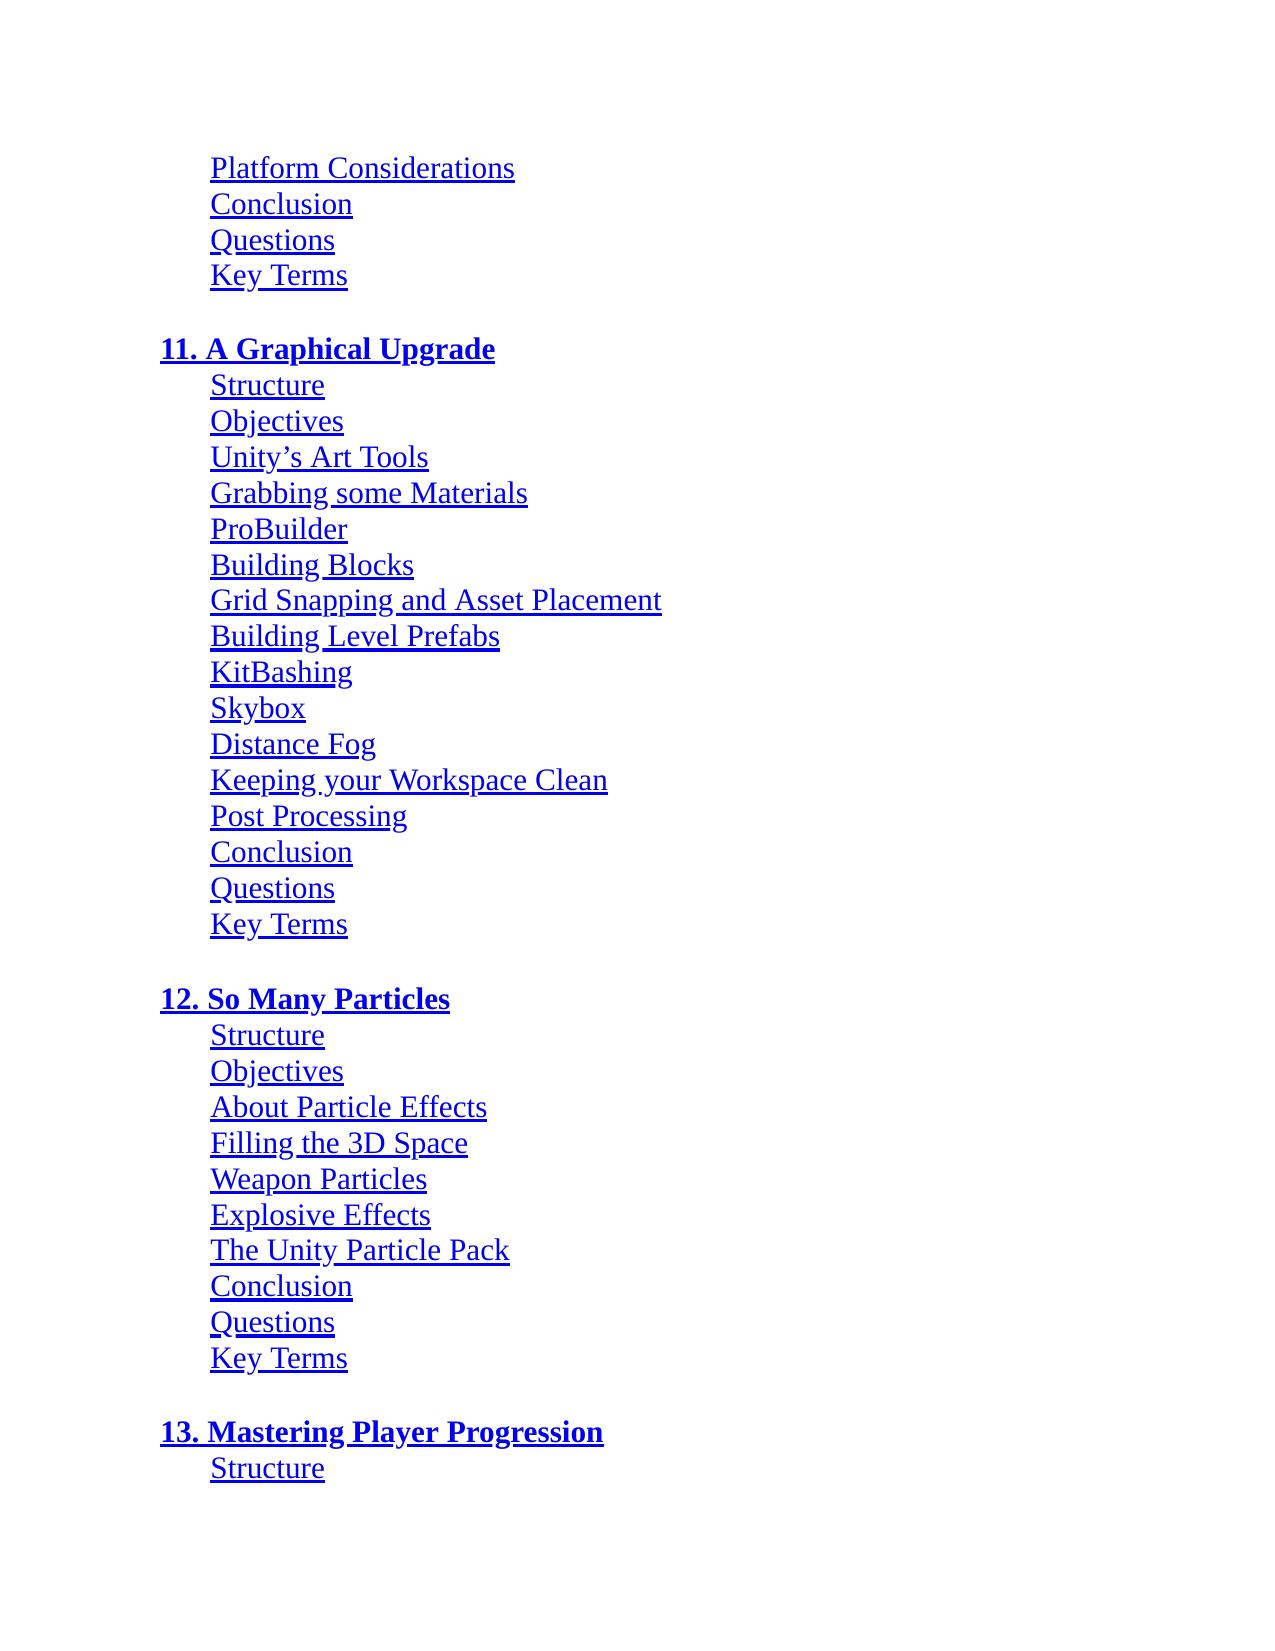 Platform Considerations
Conclusion
Questions
Key Terms
11. A Graphical Upgrade
Structure
Objectives
Unity’s Art Tools
Grabbing some Materials
ProBuilder
Building Blocks
Grid Snapping and Asset Placement
Building Level Prefabs
KitBashing
Skybox
Distance Fog
Keeping your Workspace Clean
Post Processing
Conclusion
Questions
Key Terms
12. So Many Particles
Structure
Objectives
About Particle Effects
Filling the 3D Space
Weapon Particles
Explosive Effects
The Unity Particle Pack
Conclusion
Questions
Key Terms
13. Mastering Player Progression
Structure